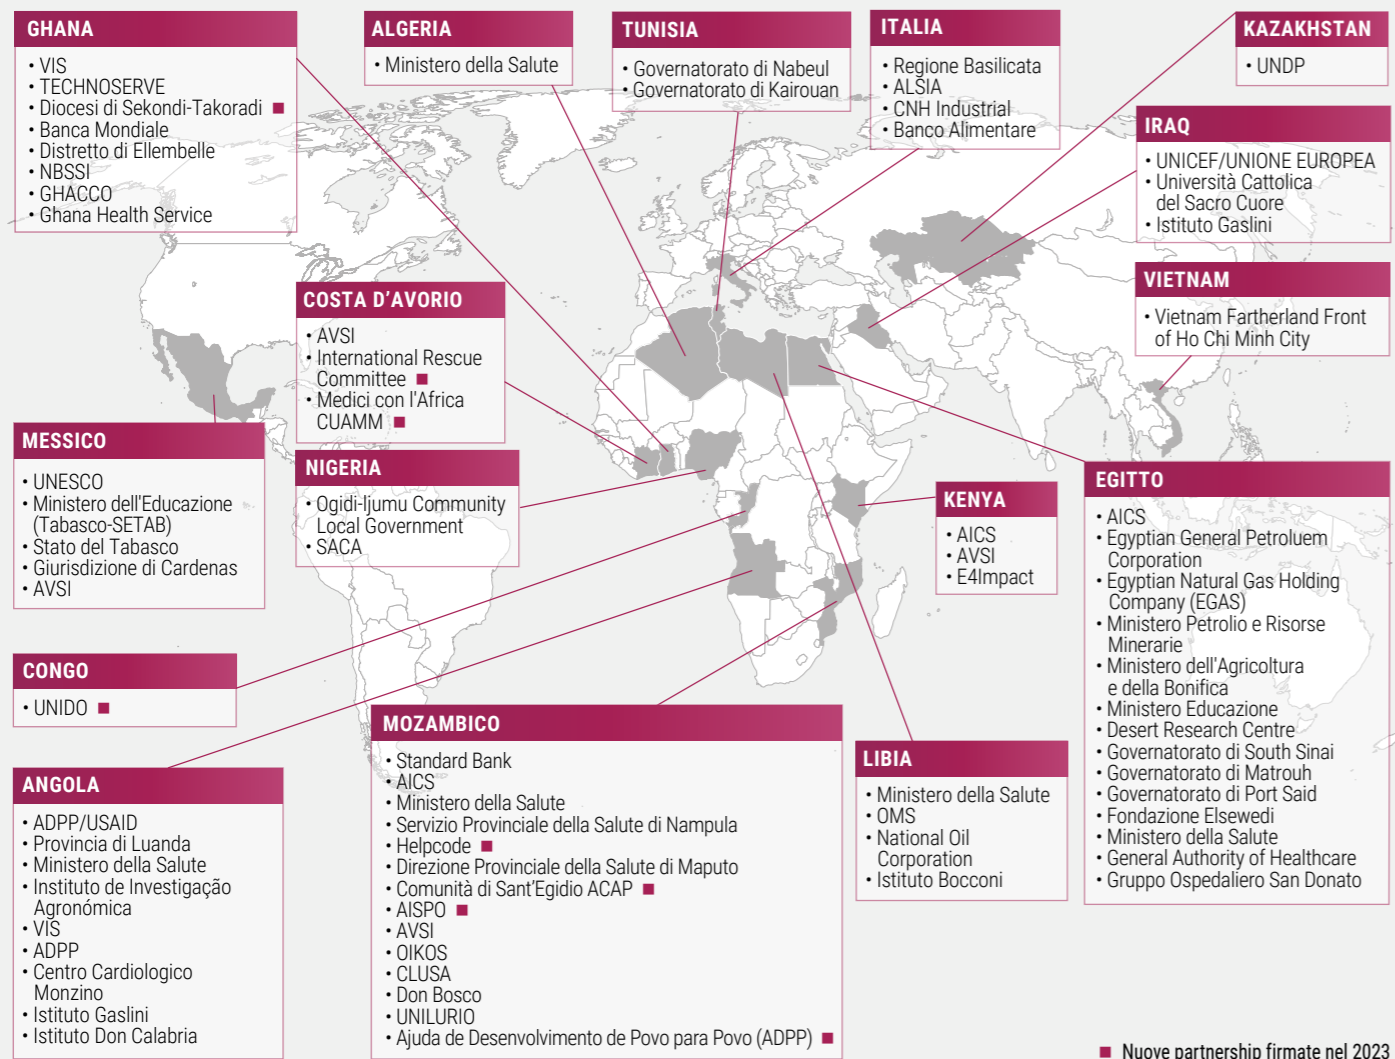 GHANA
• VIS
• TECHNOSERVE
• Diocesi di Sekondi-Takoradi ■
• Banca Mondiale
• Distretto di Ellembelle
• NBSSI
• GHACCO
• Ghana Health Service
ALGERIA
• Ministero della Salute
TUNISIA
• Governatorato di Nabeul
• Governatorato di Kairouan
ITALIA
• Regione Basilicata
• ALSIA
• CNH Industrial
• Banco Alimentare
KAZAKHSTAN
• UNDP
IRAQ
• UNICEF/UNIONE EUROPEA
• Università Cattolica
del Sacro Cuore
• Istituto Gaslini
VIETNAM
• Vietnam Fartherland Front
of Ho Chi Minh City
COSTA D'AVORIO
• AVSI
• International Rescue
Committee ■
• Medici con l'Africa
CUAMM ■
MESSICO
• UNESCO
• Ministero dell'Educazione
(Tabasco-SETAB)
• Stato del Tabasco
• Giurisdizione di Cardenas
• AVSI
NIGERIA
• Ogidi-Ijumu Community
Local Government
• SACA
KENYA
• AICS
• AVSI
• E4Impact
EGITTO
• AICS
• Egyptian General Petroluem
Corporation
• Egyptian Natural Gas Holding
Company (EGAS)
• Ministero Petrolio e Risorse
Minerarie
• Ministero dell'Agricoltura
e della Bonifica
• Ministero Educazione
• Desert Research Centre
• Governatorato di South Sinai
• Governatorato di Matrouh
• Governatorato di Port Said
• Fondazione Elsewedi
• Ministero della Salute
• General Authority of Healthcare
• Gruppo Ospedaliero San Donato
CONGO
• UNIDO ■
ANGOLA
• ADPP/USAID
• Provincia di Luanda
• Ministero della Salute
• Instituto de Investigação
Agronómica
• VIS
• ADPP
• Centro Cardiologico
Monzino
• Istituto Gaslini
• Istituto Don Calabria
MOZAMBICO
• Standard Bank
• AICS
• Ministero della Salute
• Servizio Provinciale della Salute di Nampula
• Helpcode ■
• Direzione Provinciale della Salute di Maputo
• Comunità di Sant'Egidio ACAP ■
• AISPO ■
• AVSI
• OIKOS
• CLUSA
• Don Bosco
• UNILURIO
• Ajuda de Desenvolvimento de Povo para Povo (ADPP) ■
LIBIA
• Ministero della Salute
• OMS
• National Oil
Corporation
• Istituto Bocconi
■ Nuove partnership firmate nel 2023